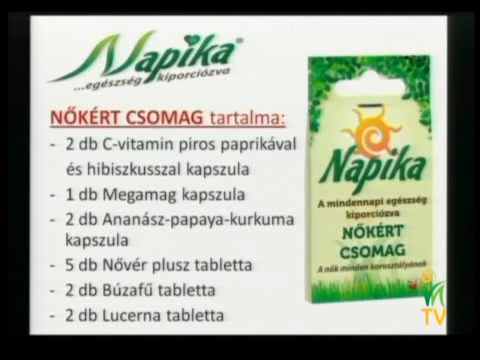 Napika®
...egészség kiporciózva
NŐKÉRT CSOMAG tartalma:
- 2 db C-vitamin piros paprikával
és hibiszkusszal kapszula
- 1 db Megamag kapszula
- 2 db Ananász-papaya-kurkuma
kapszula
- 5 db Nővér plusz tabletta
- 2 db Búzafű tabletta
- 2 db Lucerna tabletta
Napika
A mindennapi egészség
kiporciózva
NŐKÉRT
CSOMAG
A nők minden korosztályának
TV